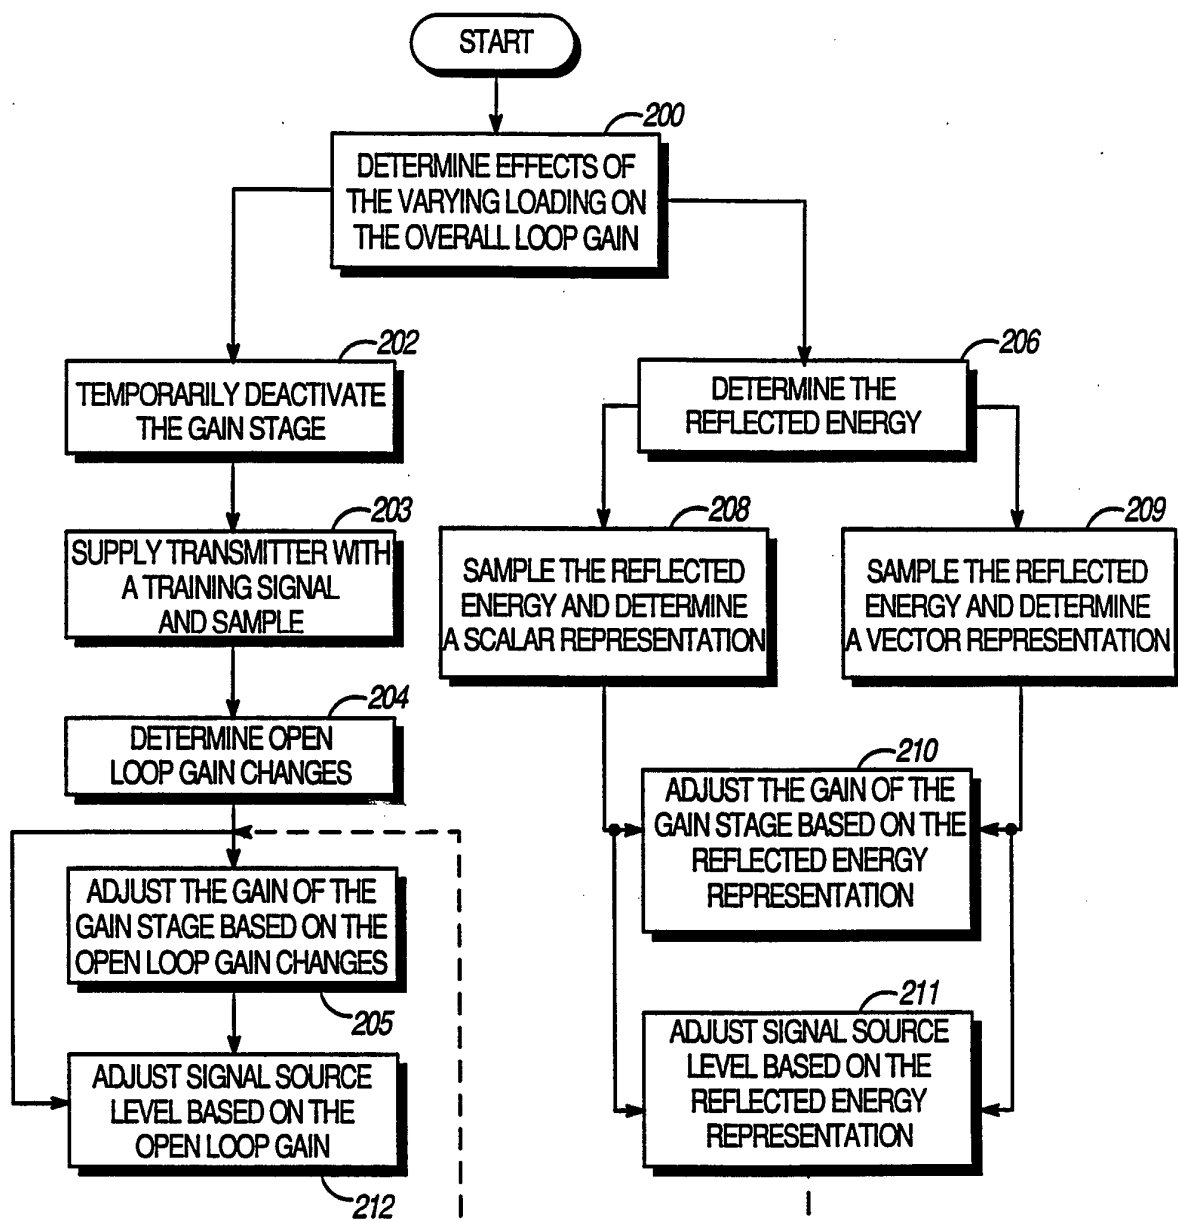 START
200
DETERMINE EFFECTS OF
THE VARYING LOADING ON
THE OVERALL LOOP GAIN
202
TEMPORARILY DEACTIVATE
THE GAIN STAGE
206
DETERMINE THE
REFLECTED ENERGY
203
SUPPLY TRANSMITTER WITH
A TRAINING SIGNAL
AND SAMPLE
208
SAMPLE THE REFLECTED
ENERGY AND DETERMINE
A SCALAR REPRESENTATION
209
SAMPLE THE REFLECTED
ENERGY AND DETERMINE
A VECTOR REPRESENTATION
204
DETERMINE OPEN
LOOP GAIN CHANGES
210
ADJUST THE GAIN OF THE
GAIN STAGE BASED ON THE
REFLECTED ENERGY
REPRESENTATION
ADJUST THE GAIN OF THE
GAIN STAGE BASED ON THE
OPEN LOOP GAIN CHANGES
205
211
ADJUST SIGNAL SOURCE
LEVEL BASED ON THE
REFLECTED ENERGY
REPRESENTATION
ADJUST SIGNAL SOURCE
LEVEL BASED ON THE
OPEN LOOP GAIN
212